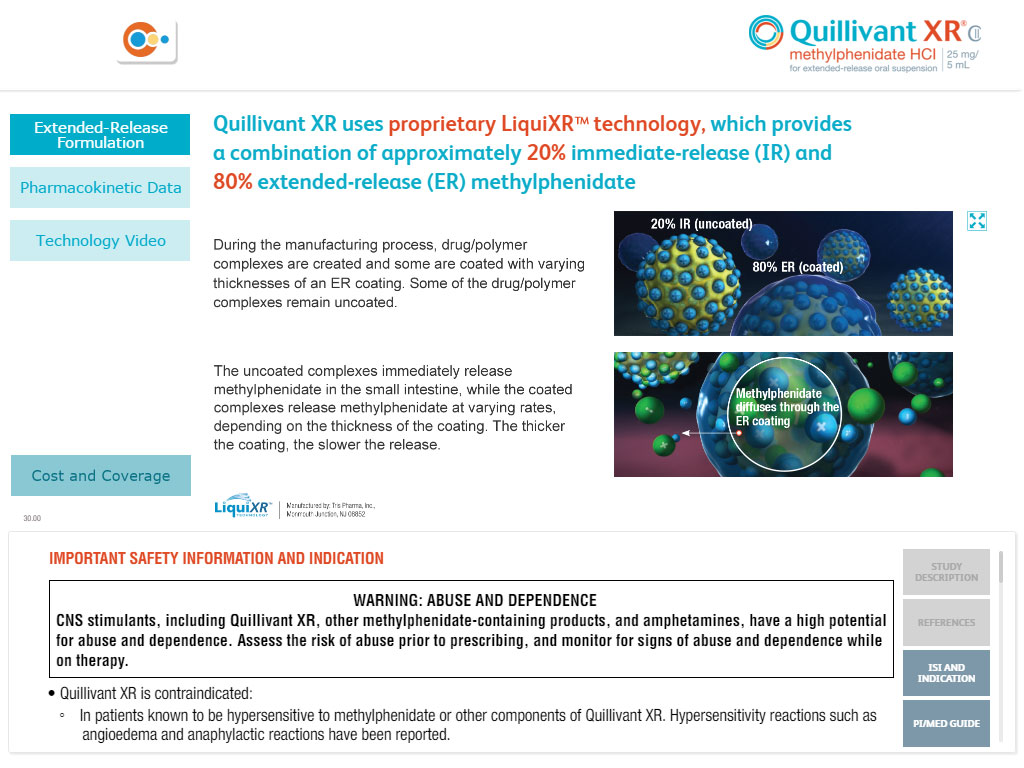 Quillivant XR®
methylphenidate HCl
25 mg/
5 mL
for extended-release oral suspension
Extended-Release
Formulation
Pharmacokinetic Data
Technology Video
Cost and Coverage
30.00
Quillivant XR uses proprietary LiquiXR™ technology, which provides
a combination of approximately 20% immediate-release (IR) and
80% extended-release (ER) methylphenidate
During the manufacturing process, drug/polymer
complexes are created and some are coated with varying
thicknesses of an ER coating. Some of the drug/polymer
complexes remain uncoated.
20% IR (uncoated)
80% ER (coated)
The uncoated complexes immediately release
methylphenidate in the small intestine, while the coated
complexes release methylphenidate at varying rates,
depending on the thickness of the coating. The thicker
the coating, the slower the release.
Methylphenidate
diffuses through the
ER coating
LiquiXR™
TECHNOLOGY
Manufactured by: Tris Pharma, Inc.,
Monmouth Junction, NJ 08852
IMPORTANT SAFETY INFORMATION AND INDICATION
WARNING: ABUSE AND DEPENDENCE
CNS stimulants, including Quillivant XR, other methylphenidate-containing products, and amphetamines, have a high potential
for abuse and dependence. Assess the risk of abuse prior to prescribing, and monitor for signs of abuse and dependence while
on therapy.
• Quillivant XR is contraindicated:
◦ In patients known to be hypersensitive to methylphenidate or other components of Quillivant XR. Hypersensitivity reactions such as
angioedema and anaphylactic reactions have been reported.
STUDY
DESCRIPTION
REFERENCES
ISI AND
INDICATION
PI/MED GUIDE